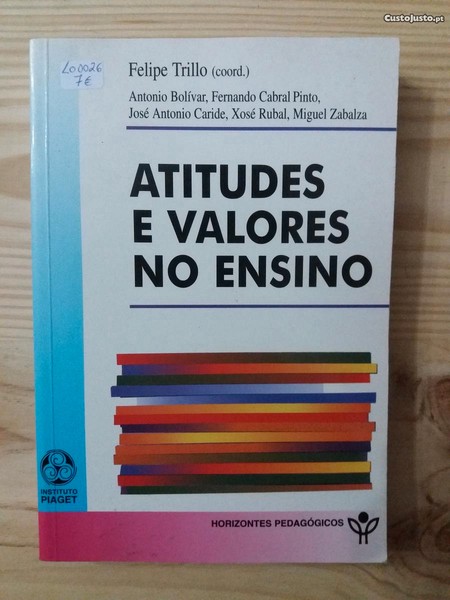 CustoJusto.pt
L00026
7€
Felipe Trillo (coord.)
Antonio Bolívar, Fernando Cabral Pinto,
José Antonio Caride, Xosé Rubal, Miguel Zabalza
ATITUDES
E VALORES
NO ENSINO
INSTITUTO
PIAGET
HORIZONTES PEDAGÓGICOS